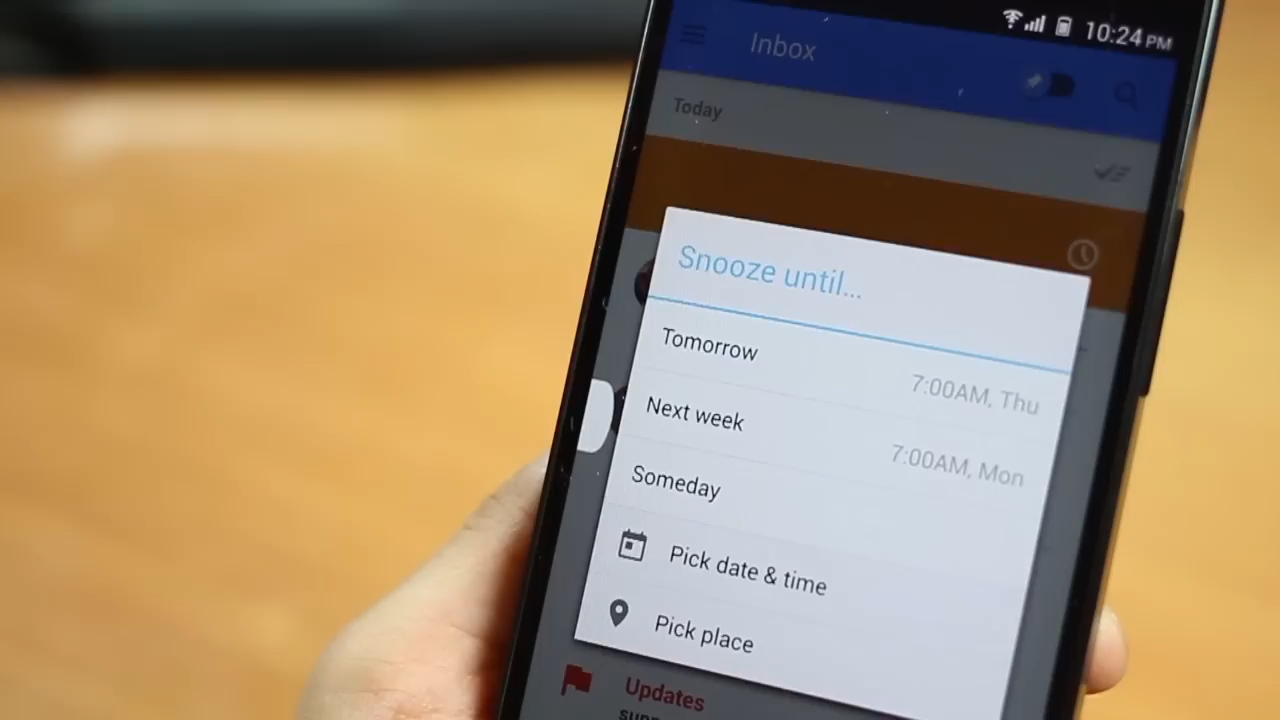 10:24 PM
Inbox
Today
Snooze until...
Tomorrow
7:00AM, Thu
Next week
7:00AM, Mon
Someday
Pick date & time
Pick place
Updates